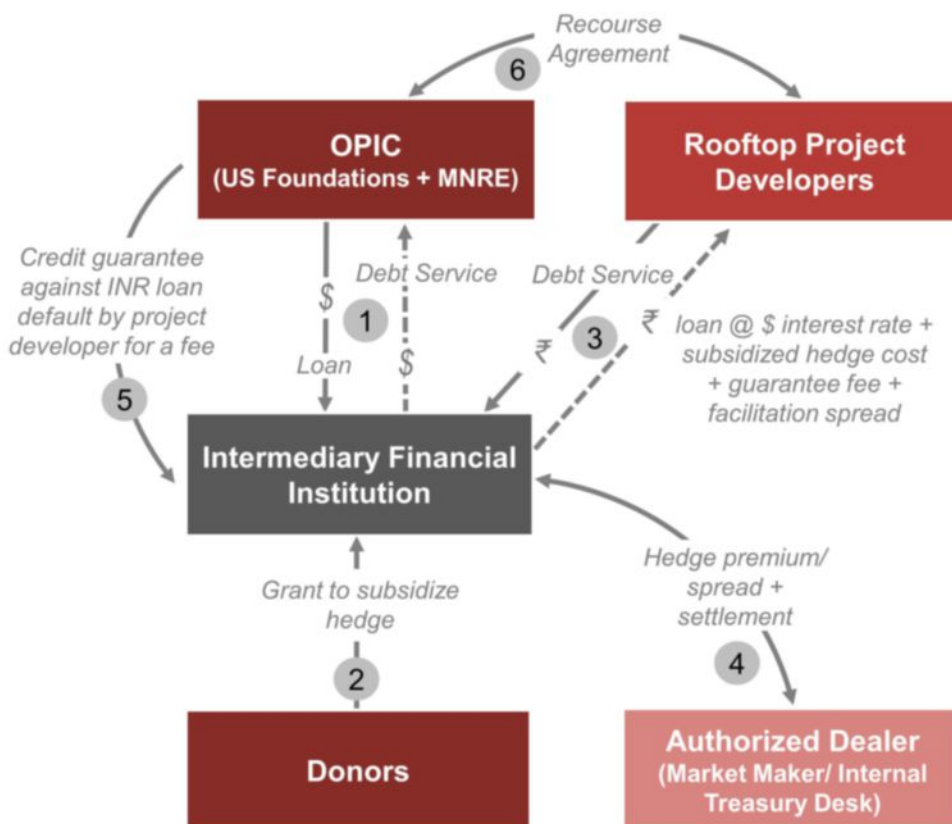 Recourse
Agreement
6
OPIC
(US Foundations + MNRE)
Rooftop Project
Developers
Credit guarantee
against INR loan
default by project
developer for a fee
5
$
Loan
1
Debt Service
$
Debt Service
₹
3
₹
loan @ $ interest rate +
subsidized hedge cost
+ guarantee fee +
facilitation spread
Intermediary Financial
Institution
Grant to subsidize
hedge
2
Hedge premium/
spread +
settlement
4
Donors
Authorized Dealer
(Market Maker/ Internal
Treasury Desk)